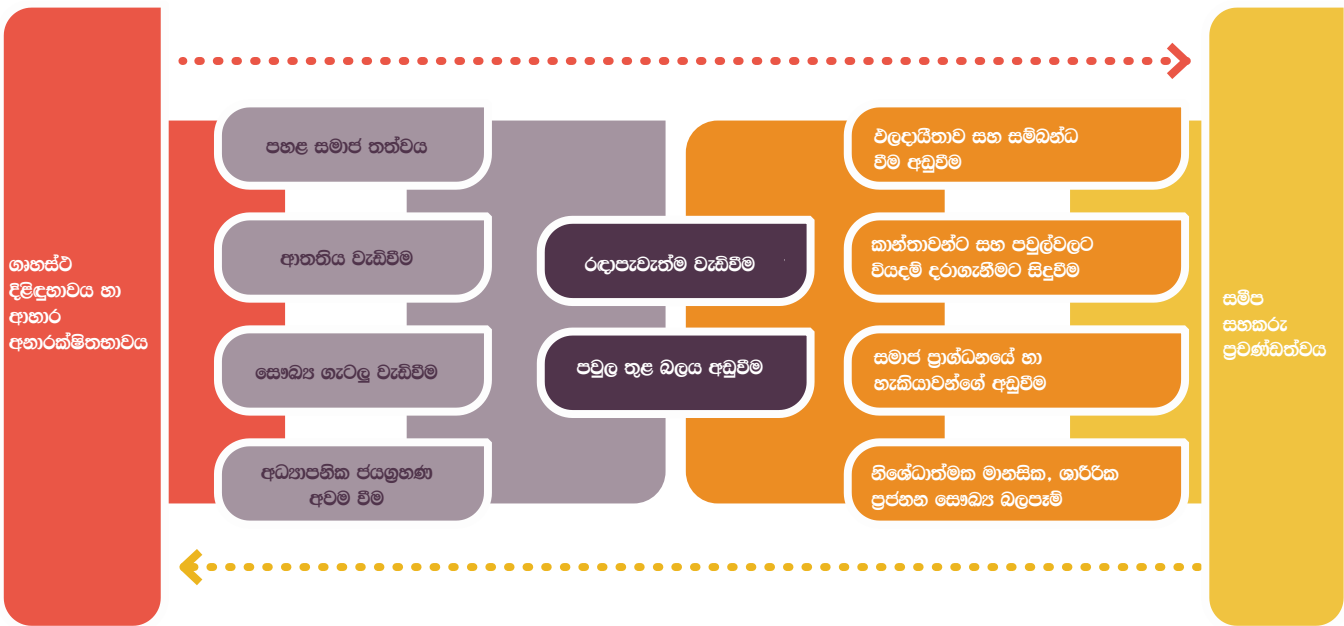 ගෘහස්ථ
දිළිඳුභාවය හා
ආහාර
අනාරක්ෂිතභාවය
පහළ සමාජ තත්වය
ආතතිය වැඩිවීම
සෞඛ්‍ය ගැටලු වැඩිවීම
අධ්‍යාපනික ජයග්‍රහණ
අවම වීම
රඳාපැවැත්ම වැඩිවීම
පවුල තුළ බලය අඩුවීම
ඵලදායීතාව සහ සම්බන්ධ
වීම අඩුවීම
කාන්තාවන්ට සහ පවුල්වලට
වියදම් දරාගැනීමට සිදුවීම
සමාජ ප්‍රාග්ධනයේ හා
හැකියාවන්ගේ අඩුවීම
නිශේධාත්මක මානසික, ශාරීරික
ප්‍රජනන සෞඛ්‍ය බලපෑම්
සමීප
සහකරු
ප්‍රචණ්ඩත්වය